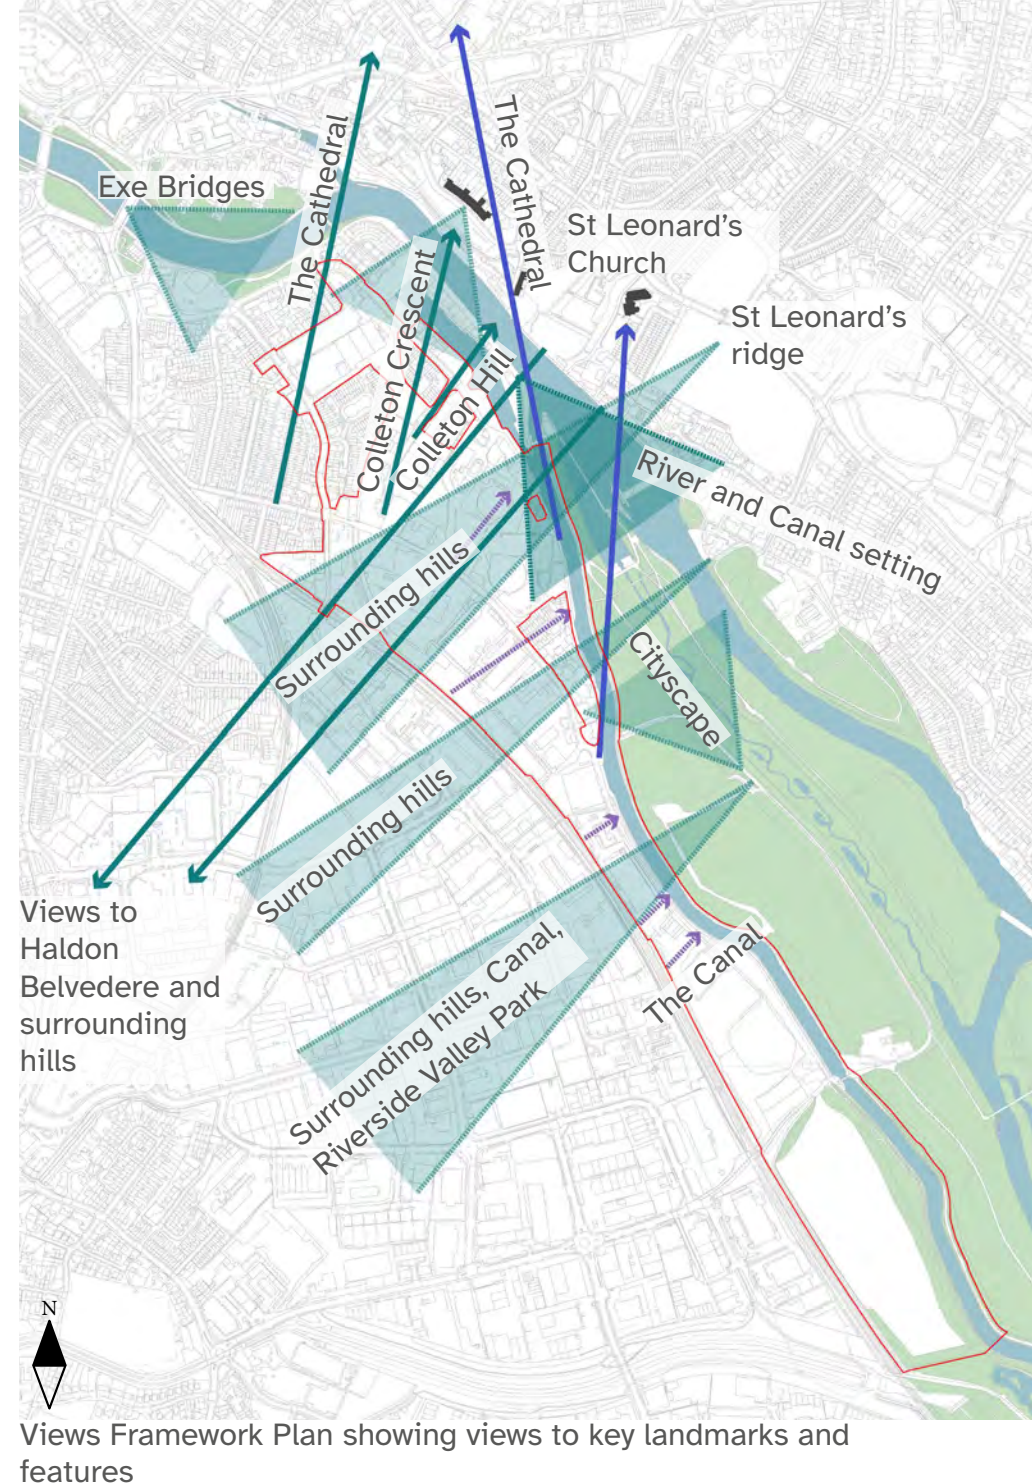 The Cathedral
The Cathedral
Exe Bridges
St Leonard’s
Church
St Leonard’s
ridge
Colleton Crescent
Colleton Hill
River and Canal setting
Surrounding hills
Cityscape
Surrounding hills
Views to
Haldon
Belvedere and
surrounding
hills
Surrounding hills, Canal,
Riverside Valley Park
The Canal
N
Views Framework Plan showing views to key landmarks and
features